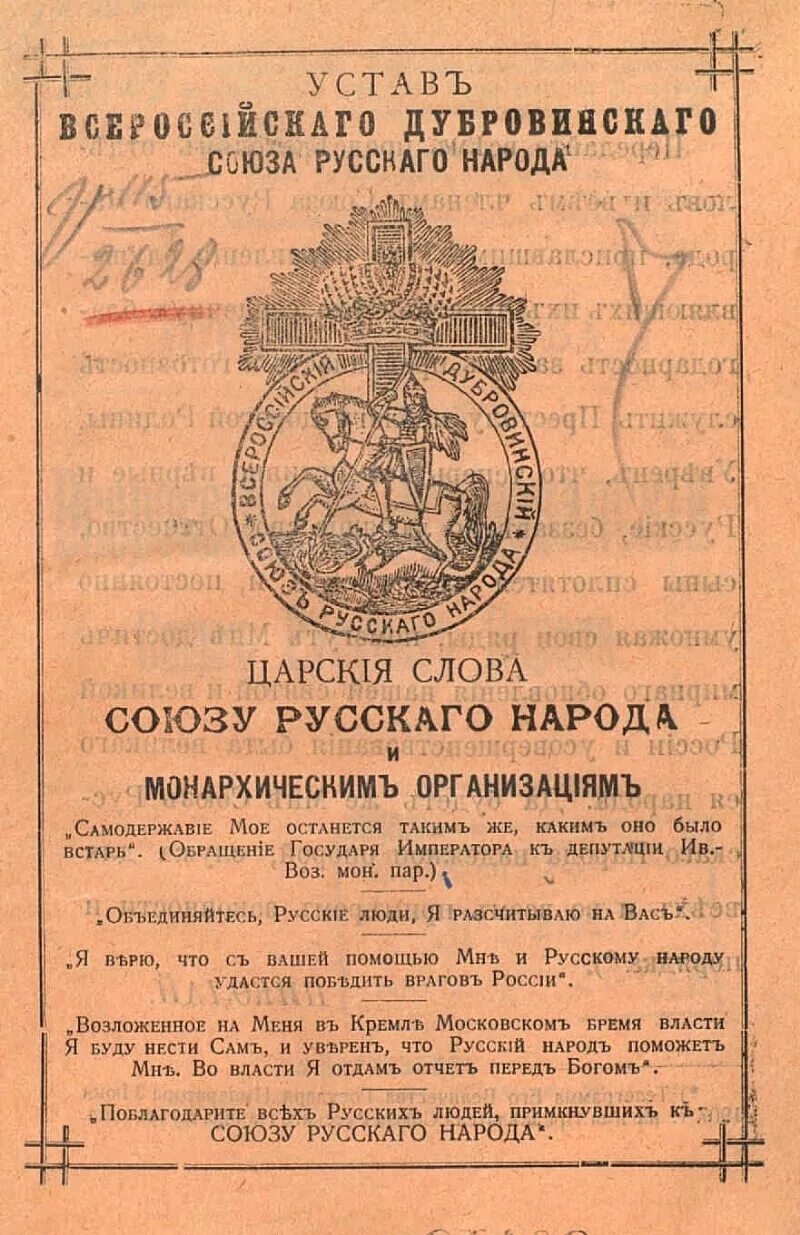 УСТАВЪ
ВСЕРОССІЙСКАГО ДУБРОВИНСКАГО
СОЮЗА РУССКАГО НАРОДА
2628
ВСЕРОССІЙСКІЙ ДУБРОВИНСКІЙ
* СОЮЗЪ РУССКАГО НАРОДА *
ЦАРСКІЯ СЛОВА
СОЮЗУ РУССКАГО НАРОДА
И
МОНАРХИЧЕСКИМЪ ОРГАНИЗАЦІЯМЪ
„Самодержавіе Мое останется такимъ же, какимъ оно было
встарь“. (Обращеніе Государя Императора къ депутаціи Ив.-
Воз. мон. пар.)
„Объединяйтесь, Русскіе люди, Я разсчитываю на Васъ“.
„Я вѣрю, что съ вашей помощью Мнѣ и Русскому народу
удастся побѣдить враговъ Россіи“.
„Возложенное на Меня въ Кремлѣ Московскомъ бремя власти
Я буду нести Самъ, и увѣренъ, что Русскій народъ поможетъ
Мнѣ. Во власти Я отдамъ отчетъ передъ Богомъ“.
„Поблагодарите всѣхъ Русскихъ людей, примкнувшихъ къ
СОЮЗУ РУССКАГО НАРОДА“.